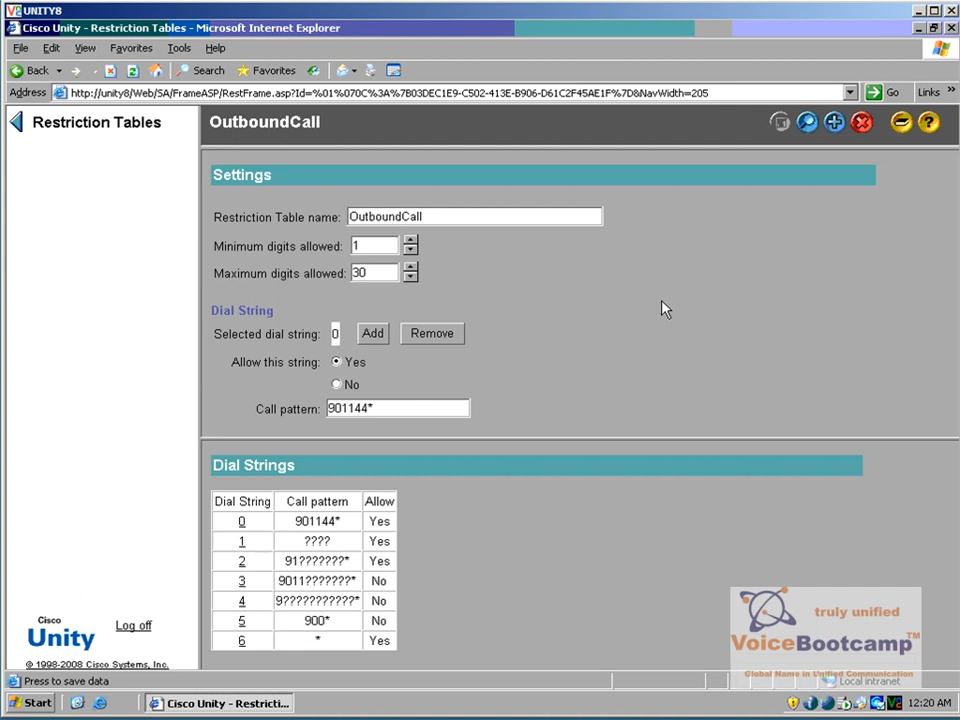 UNITY8
Cisco Unity - Restriction Tables - Microsoft Internet Explorer
File Edit View Favorites Tools Help
Back Search Favorites
Address http://unity8/Web/SA/FrameASP/RestFrame.asp?Id=%01%070C%3A%7B03DEC1E9-C502-413E-B906-D61C2F45AE1F%7D&NavWidth=205 Go Links »
Restriction Tables
OutboundCall
Settings
Restriction Table name: OutboundCall
Minimum digits allowed: 1
Maximum digits allowed: 30
Dial String
Selected dial string: 0 Add Remove
Allow this string: Yes
No
Call pattern: 901144*
Dial Strings
Dial String Call pattern Allow
0 901144* Yes
1 ???? Yes
2 91???????* Yes
3 9011???????* No
4 9???????????* No
5 900* No
6 * Yes
Cisco
Unity
Log off
© 1998-2008 Cisco Systems, Inc.
truly unified
VoiceBootcamp™
Global Name in Unified Communication
Press to save data
Local intranet
Start
Cisco Unity - Restricti...
12:20 AM